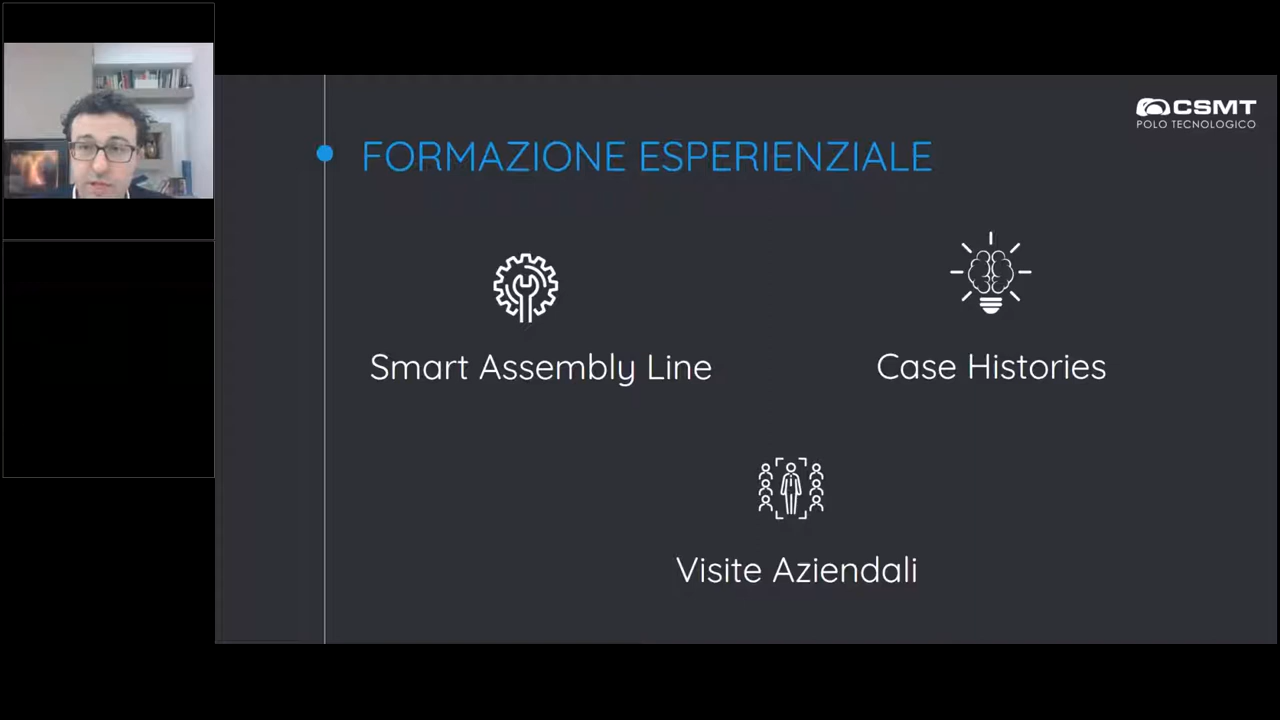 CSMT
POLO TECNOLOGICO
FORMAZIONE ESPERIENZIALE
Smart Assembly Line
Case Histories
Visite Aziendali